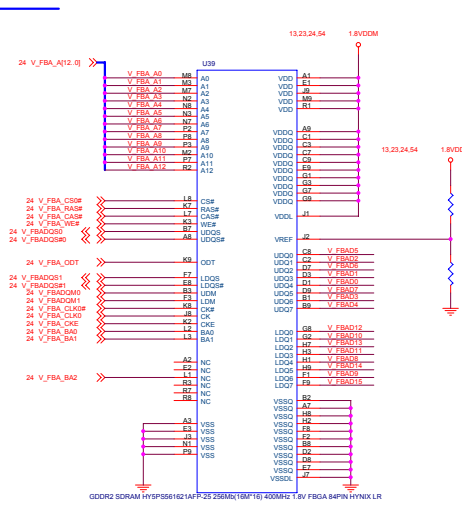 13,23,24,54 1.8VDDM
24 V_FBA_A[12..0] U39
V_FBA_A0 M8 A0 VDD A1
V_FBA_A1 M3 A1 VDD E1
V_FBA_A2 M7 A2 VDD J9
V_FBA_A3 N2 A3 VDD M9
V_FBA_A4 N8 A4 VDD R1
V_FBA_A5 N3 A5
V_FBA_A6 N7 A6
V_FBA_A7 P2 A7 VDDQ A9
V_FBA_A8 P8 A8 VDDQ C1
V_FBA_A9 P3 A9 VDDQ C3
V_FBA_A10 M2 A10 VDDQ C7
V_FBA_A11 P7 A11 VDDQ C9
V_FBA_A12 R2 A12 VDDQ E9
13,23,24,54 1.8VDD
VDDQ G1
VDDQ G3
VDDQ G7
24 V_FBA_CS0# L8 CS# VDDQ G9
24 V_FBA_RAS# K7 RAS#
24 V_FBA_CAS# L7 CAS# VDDL J1
24 V_FBA_WE# K3 WE#
24 V_FBADQS0 B7 UDQS
24 V_FBADQS#0 A8 UDQS# VREF J2
UDQ0 C8 V_FBAD5
24 V_FBA_ODT K9 ODT UDQ1 C2 V_FBAD2
UDQ2 D7 V_FBAD6
24 V_FBADQS1 F7 LDQS UDQ3 D3 V_FBAD1
24 V_FBADQS#1 E8 LDQS# UDQ4 D1 V_FBAD0
24 V_FBADQM0 B3 UDM UDQ5 D9 V_FBAD7
24 V_FBADQM1 F3 LDM UDQ6 B1 V_FBAD3
24 V_FBA_CLK0# K8 CK# UDQ7 B9 V_FBAD4
24 V_FBA_CLK0 J8 CK
24 V_FBA_CKE K2 CKE
24 V_FBA_BA0 L2 BA0 LDQ0 G8 V_FBAD12
24 V_FBA_BA1 L3 BA1 LDQ1 G2 V_FBAD10
LDQ2 H7 V_FBAD13
LDQ3 H3 V_FBAD11
A2 NC LDQ4 H1 V_FBAD8
E2 NC LDQ5 H9 V_FBAD14
24 V_FBA_BA2 L1 NC LDQ6 F1 V_FBAD9
R3 NC LDQ7 F9 V_FBAD15
R7 NC
R8 NC VSSQ B2
VSSQ A7
VSSQ H8
A3 VSS VSSQ H2
E3 VSS VSSQ F8
J3 VSS VSSQ F2
N1 VSS VSSQ B8
P9 VSS VSSQ D2
VSSQ D8
VSSQ E7
VSSDL J7
GDDR2 SDRAM HY5PS561621AFP-25 256Mb(16M*16) 400MHz 1.8V FBGA 84PIN HYNIX LR